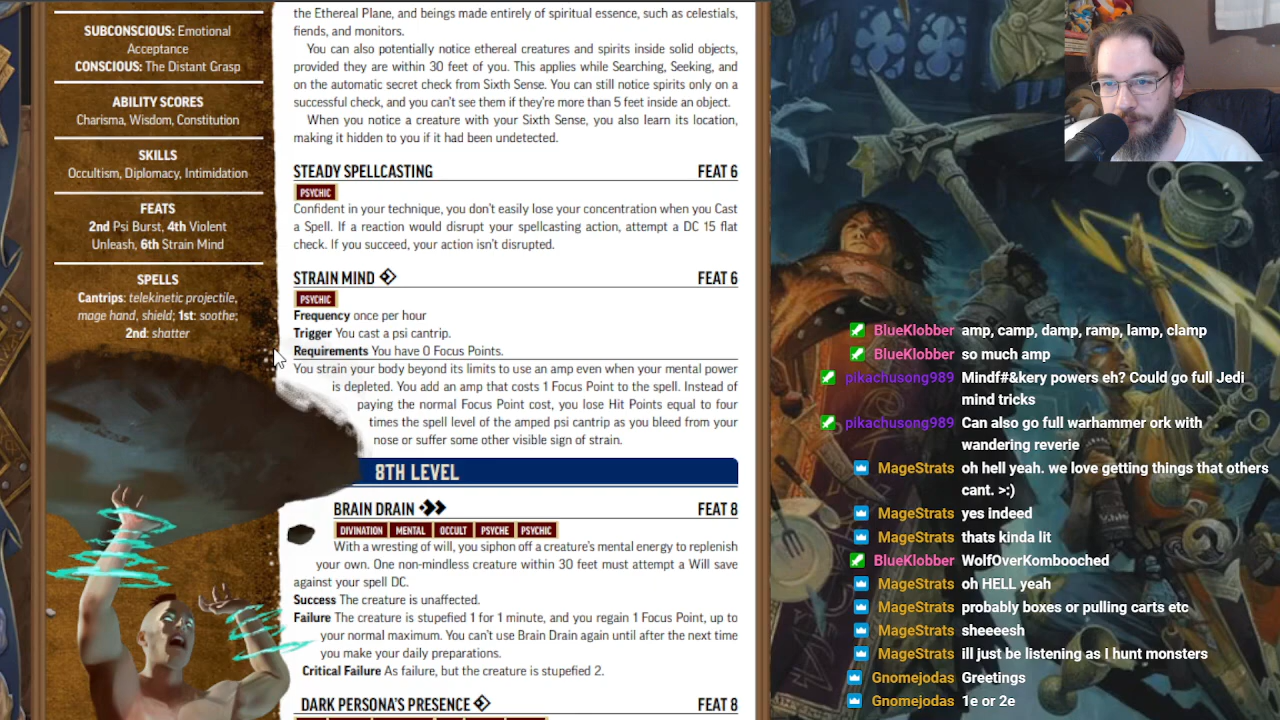 SUBCONSCIOUS: Emotional
Acceptance
CONSCIOUS: The Distant Grasp
ABILITY SCORES
Charisma, Wisdom, Constitution
SKILLS
Occultism, Diplomacy, Intimidation
FEATS
2nd Psi Burst, 4th Violent
Unleash, 6th Strain Mind
SPELLS
Cantrips: telekinetic projectile,
mage hand, shield; 1st: soothe;
2nd: shatter
the Ethereal Plane, and beings made entirely of spiritual essence, such as celestials,
fiends, and monitors.
You can also potentially notice ethereal creatures and spirits inside solid objects,
provided they are within 30 feet of you. This applies while Searching, Seeking, and
on the automatic secret check from Sixth Sense. You can still notice spirits only on a
successful check, and you can't see them if they're more than 5 feet inside an object.
When you notice a creature with your Sixth Sense, you also learn its location,
making it hidden to you if it had been undetected.
STEADY SPELLCASTING FEAT 6
PSYCHIC
Confident in your technique, you don't easily lose your concentration when you Cast
a Spell. If a reaction would disrupt your spellcasting action, attempt a DC 15 flat
check. If you succeed, your action isn't disrupted.
STRAIN MIND FEAT 6
PSYCHIC
Frequency once per hour
Trigger You cast a psi cantrip.
Requirements You have 0 Focus Points.
You strain your body beyond its limits to use an amp even when your mental power
is depleted. You add an amp that costs 1 Focus Point to the spell. Instead of
paying the normal Focus Point cost, you lose Hit Points equal to four
times the spell level of the amped psi cantrip as you bleed from your
nose or suffer some other visible sign of strain.
8TH LEVEL
BRAIN DRAIN FEAT 8
DIVINATION MENTAL OCCULT PSYCHE PSYCHIC
With a wresting of will, you siphon off a creature's mental energy to replenish
your own. One non-mindless creature within 30 feet must attempt a Will save
against your spell DC.
Success The creature is unaffected.
Failure The creature is stupefied 1 for 1 minute, and you regain 1 Focus Point, up to
your normal maximum. You can't use Brain Drain again until after the next time
you make your daily preparations.
Critical Failure As failure, but the creature is stupefied 2.
DARK PERSONA'S PRESENCE FEAT 8
BlueKlobber amp, camp, damp, ramp, lamp, clamp
BlueKlobber so much amp
pikachusong989 Mindf#&kery powers eh? Could go full Jedi
mind tricks
pikachusong989 Can also go full warhammer ork with
wandering reverie
MageStrats oh hell yeah. we love getting things that others
cant. >:)
MageStrats yes indeed
MageStrats thats kinda lit
BlueKlobber WolfOverKombooched
MageStrats oh HELL yeah
MageStrats probably boxes or pulling carts etc
MageStrats sheeeesh
MageStrats ill just be listening as I hunt monsters
Gnomejodas Greetings
Gnomejodas 1e or 2e